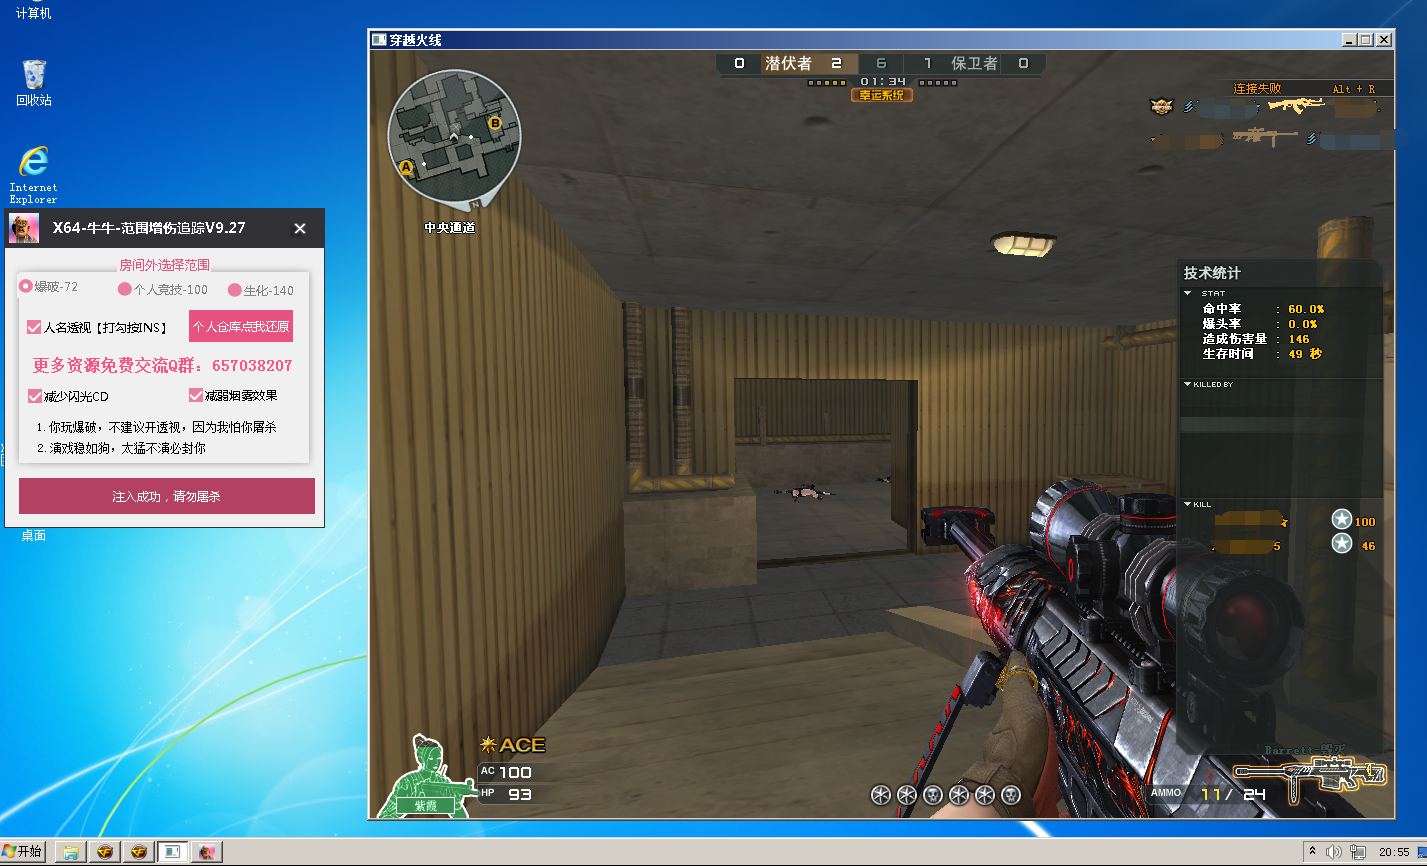 计算机
回收站
Internet
Explorer
X64-牛牛-范围增伤追踪V9.27
房间外选择范围
爆破-72
个人竞技-100
生化-140
人名透视【打勾按INS】
个人仓库点我还原
更多资源免费交流Q群：657038207
减少闪光CD
减弱烟雾效果
1. 你玩爆破，不建议开透视，因为我怕你屠杀
2. 演戏稳如狗，太猛不演必封你
注入成功，请勿屠杀
桌面
穿越火线
0 潜伏者 2 6 1 保卫者 0
01:34
幸运系统
连接失败 Alt + R
A
B
N
中央通道
技术统计
STAT
命中率 : 60.0%
爆头率 : 0.0%
造成伤害量 : 146
生存时间 : 49 秒
KILLED BY
KILL
100
5 46
Barrett-毁灭
ACE
AC 100
HP 93
紫霞
AMMO 11/ 24
开始
20:55